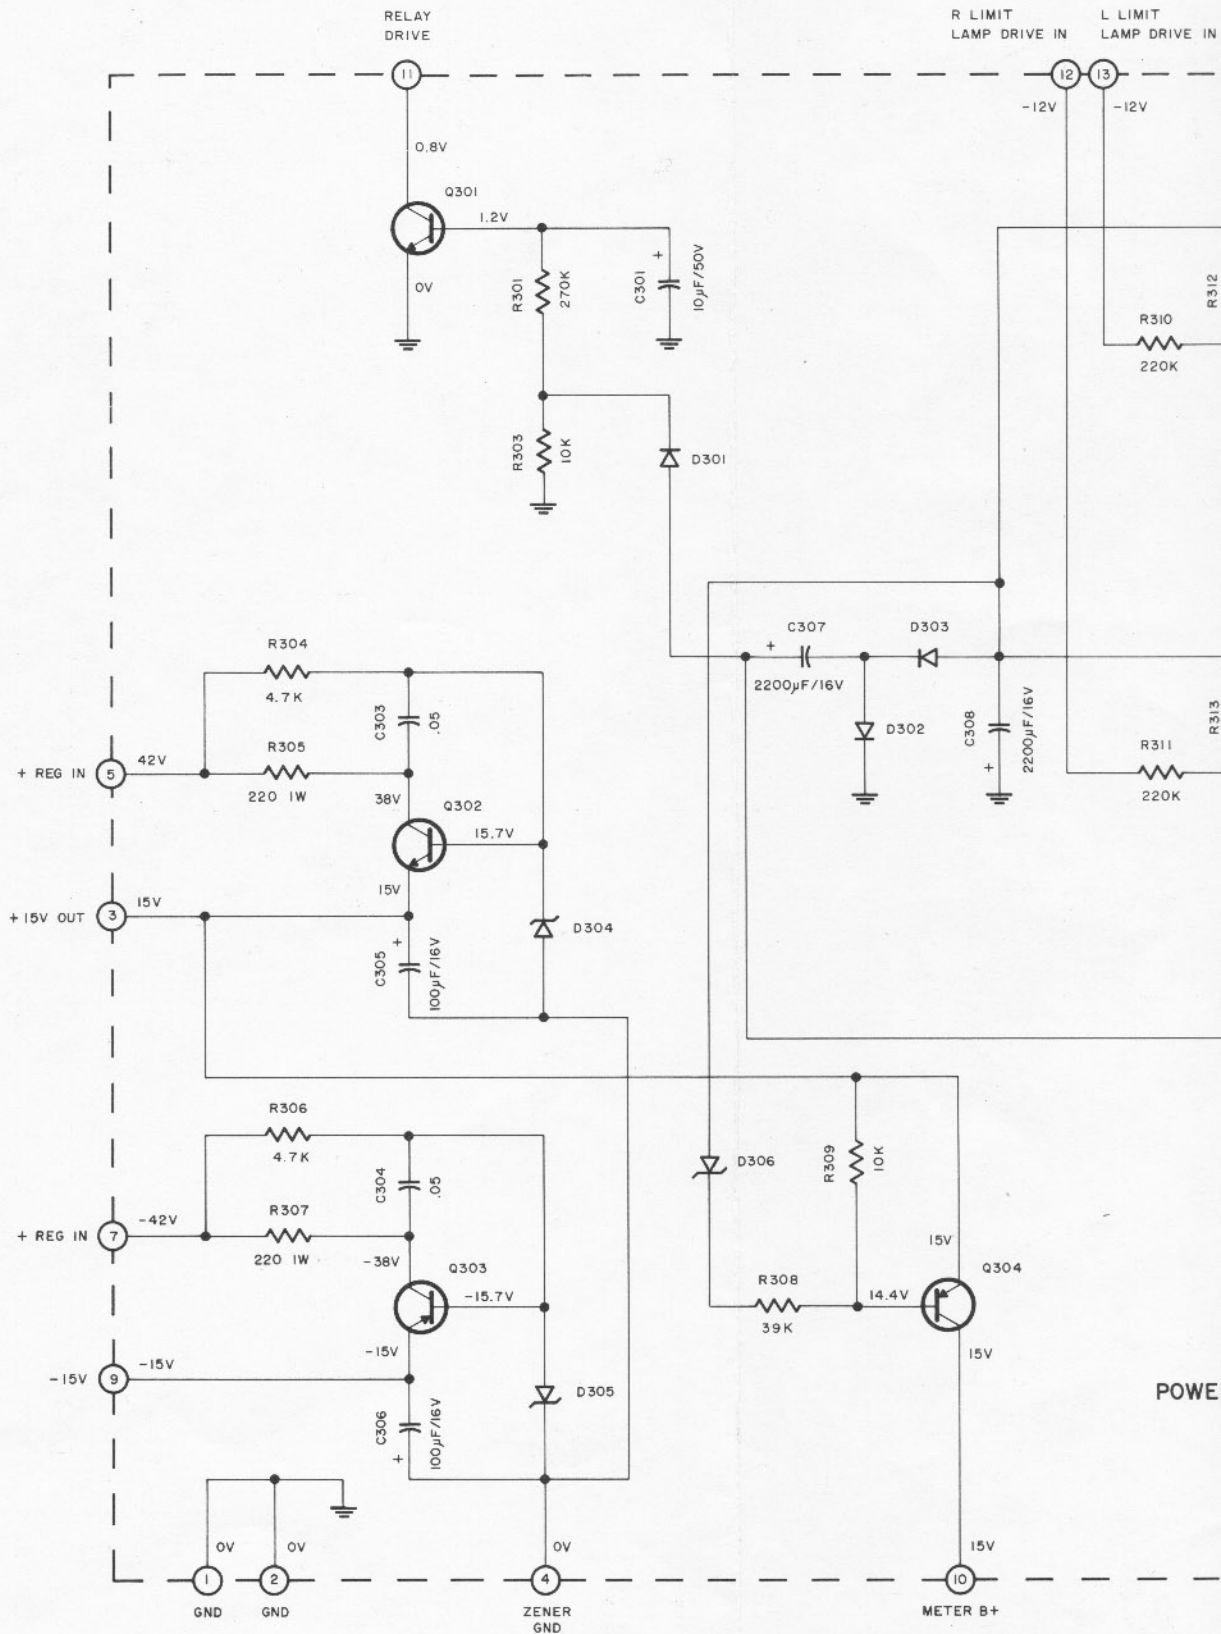 RELAY
DRIVE
R LIMIT
LAMP DRIVE IN
L LIMIT
LAMP DRIVE IN
11
12
13
-12V
-12V
0.8V
Q301
1.2V
0V
R301
270K
C301
+
10µF/50V
R312
R310
220K
R303
10K
D301
R304
4.7K
C303
.05
C307
+
2200µF/16V
D303
D302
C308
+
2200µF/16V
R313
R311
220K
+ REG IN
5
42V
R305
220 1W
38V
Q302
15.7V
15V
+15V OUT
3
15V
C305
+
100µF/16V
D304
R306
4.7K
C304
.05
D306
R309
10K
+ REG IN
7
-42V
R307
220 1W
-38V
Q303
-15.7V
-15V
R308
39K
14.4V
15V
Q304
15V
-15V
9
-15V
C306
+
100µF/16V
D305
POWE
0V
0V
0V
15V
1
2
4
10
GND
GND
ZENER
GND
METER B+